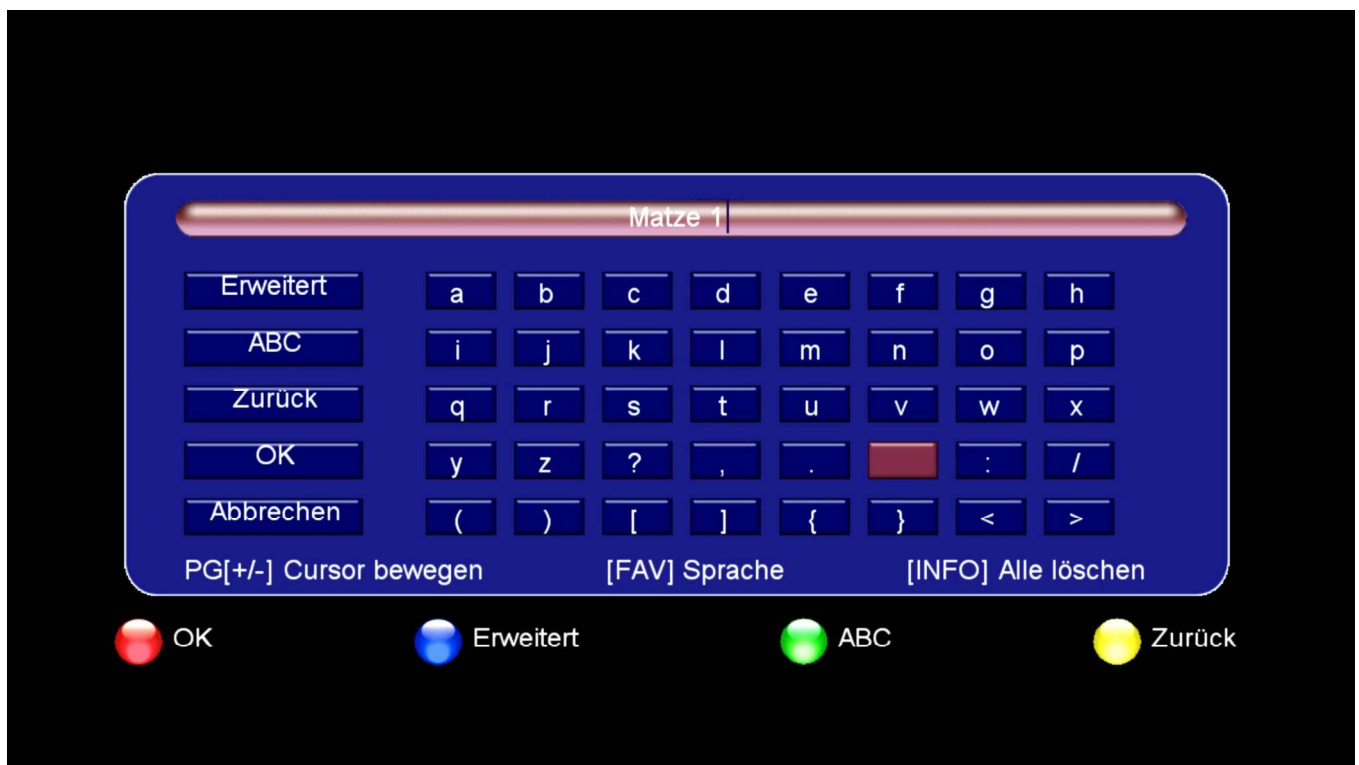 Matze 1
Erweitert a b c d e f g h
ABC i j k l m n o p
Zurück q r s t u v w x
OK y z ? , . : /
Abbrechen ( ) [ ] { } < >
PG[+/-] Cursor bewegen [FAV] Sprache [INFO] Alle löschen
OK Erweitert ABC Zurück